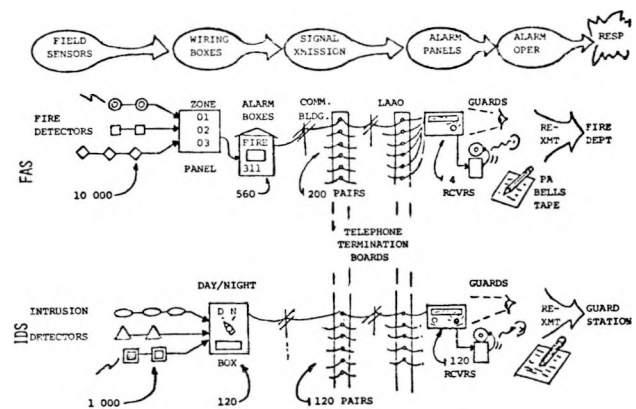 FIELD SENSORS
WIRING BOXES
SIGNAL XMISSION
ALARM PANELS
ALARM OPER
RESP
FAS
FIRE DETECTORS
10 000
ZONE
01
02
03
PANEL
ALARM BOXES
FIRE
311
560
COMM. BLDG.
200 PAIRS
LAAO
4 RCVRS
GUARDS
RE-XMT
FIRE DEPT
PA
BELLS
TAPE
TELEPHONE TERMINATION BOARDS
IDS
INTRUSION DETECTORS
1 000
DAY/NIGHT
D N
BOX
120
120 PAIRS
120 RCVRS
GUARDS
RE-XMT
GUARD STATION